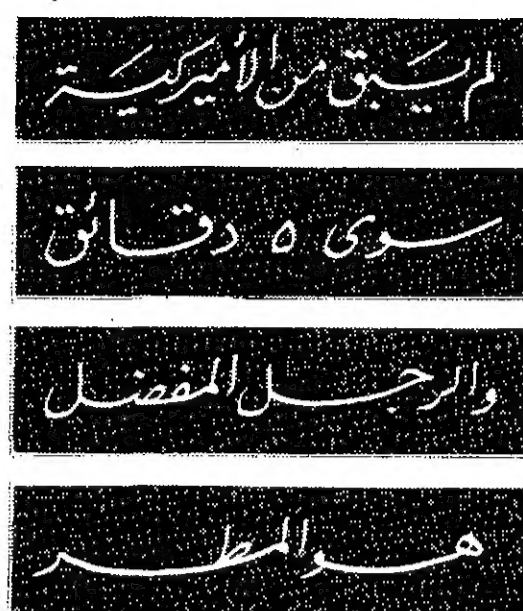 لم يبق من الأميركية
سوى ٥ دقائق
والرجل المفضل
هو المطر